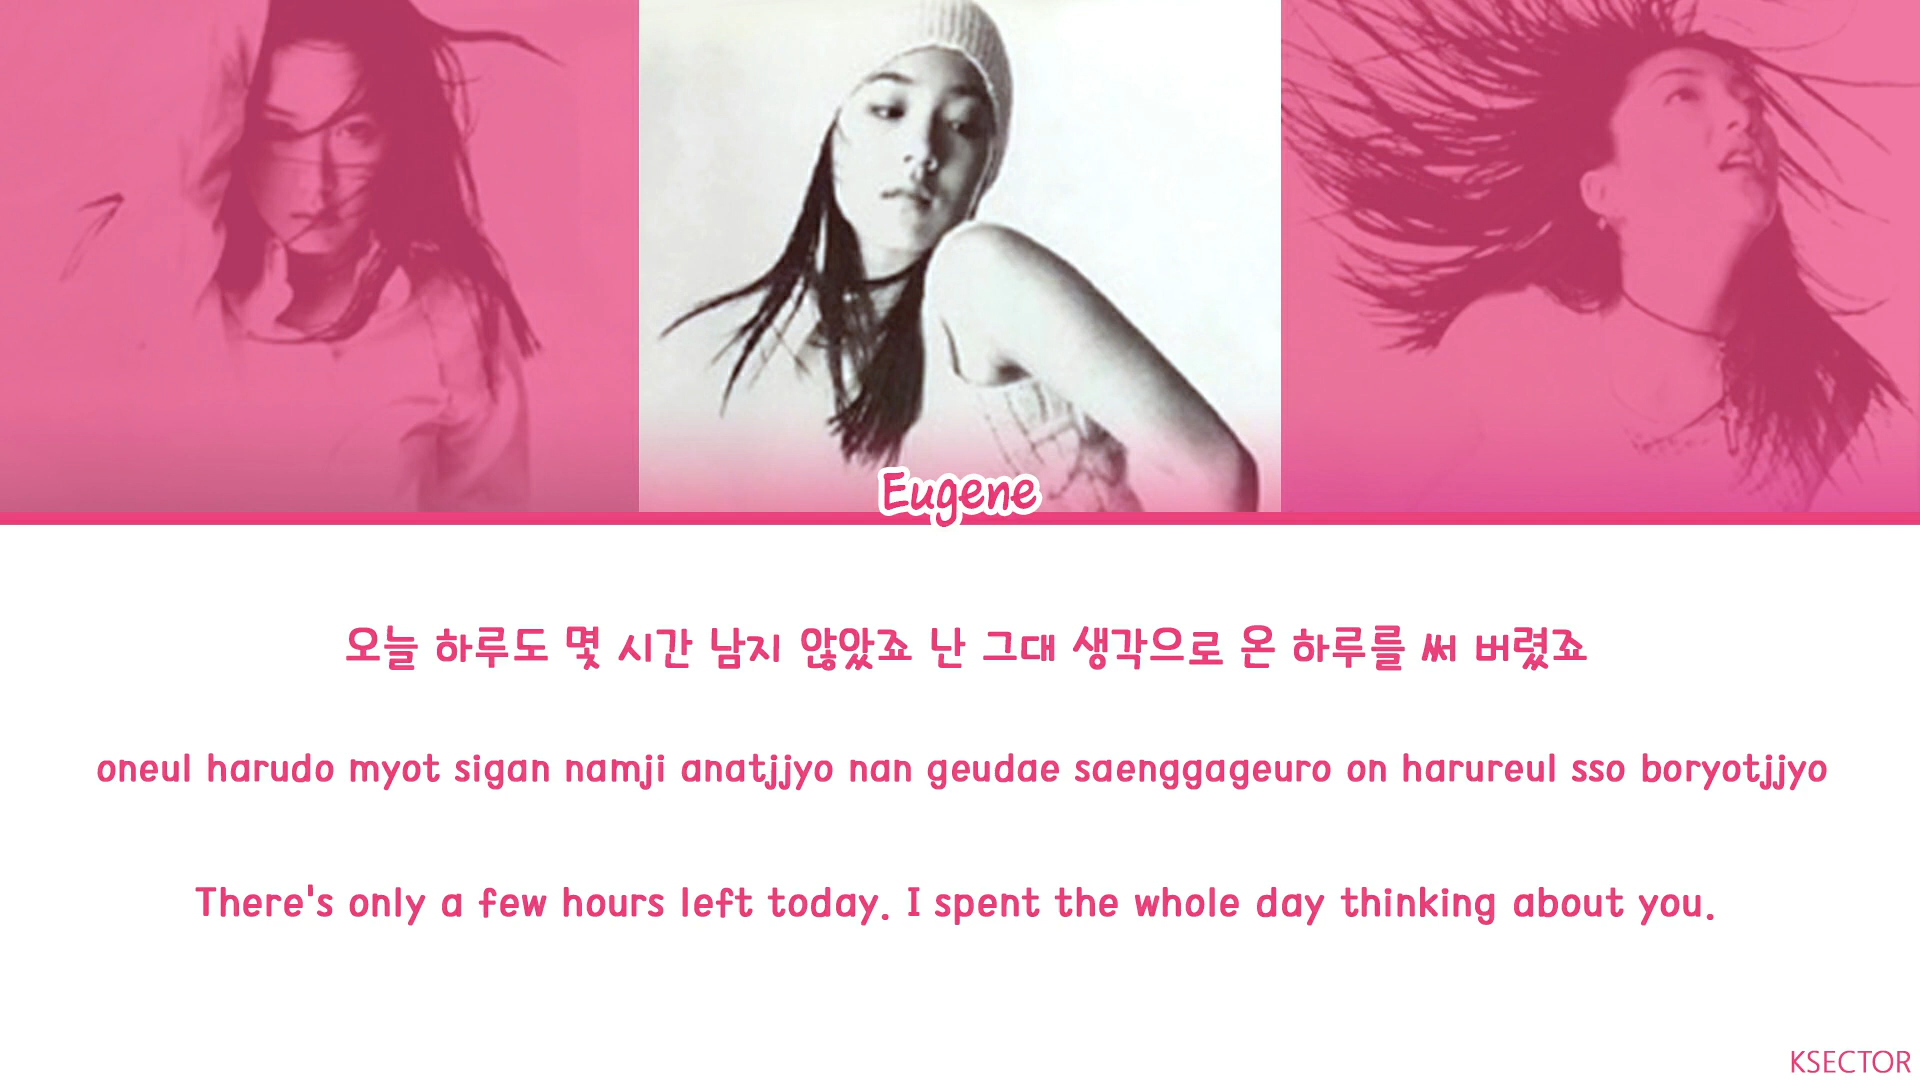 Eugene
오늘 하루도 몇 시간 남지 않았죠 난 그대 생각으로 온 하루를 써 버렸죠
oneul harudo myot sigan namji anatjjyo nan geudae saenggageuro on harureul sso boryotjjyo
There's only a few hours left today. I spent the whole day thinking about you.
KSECTOR